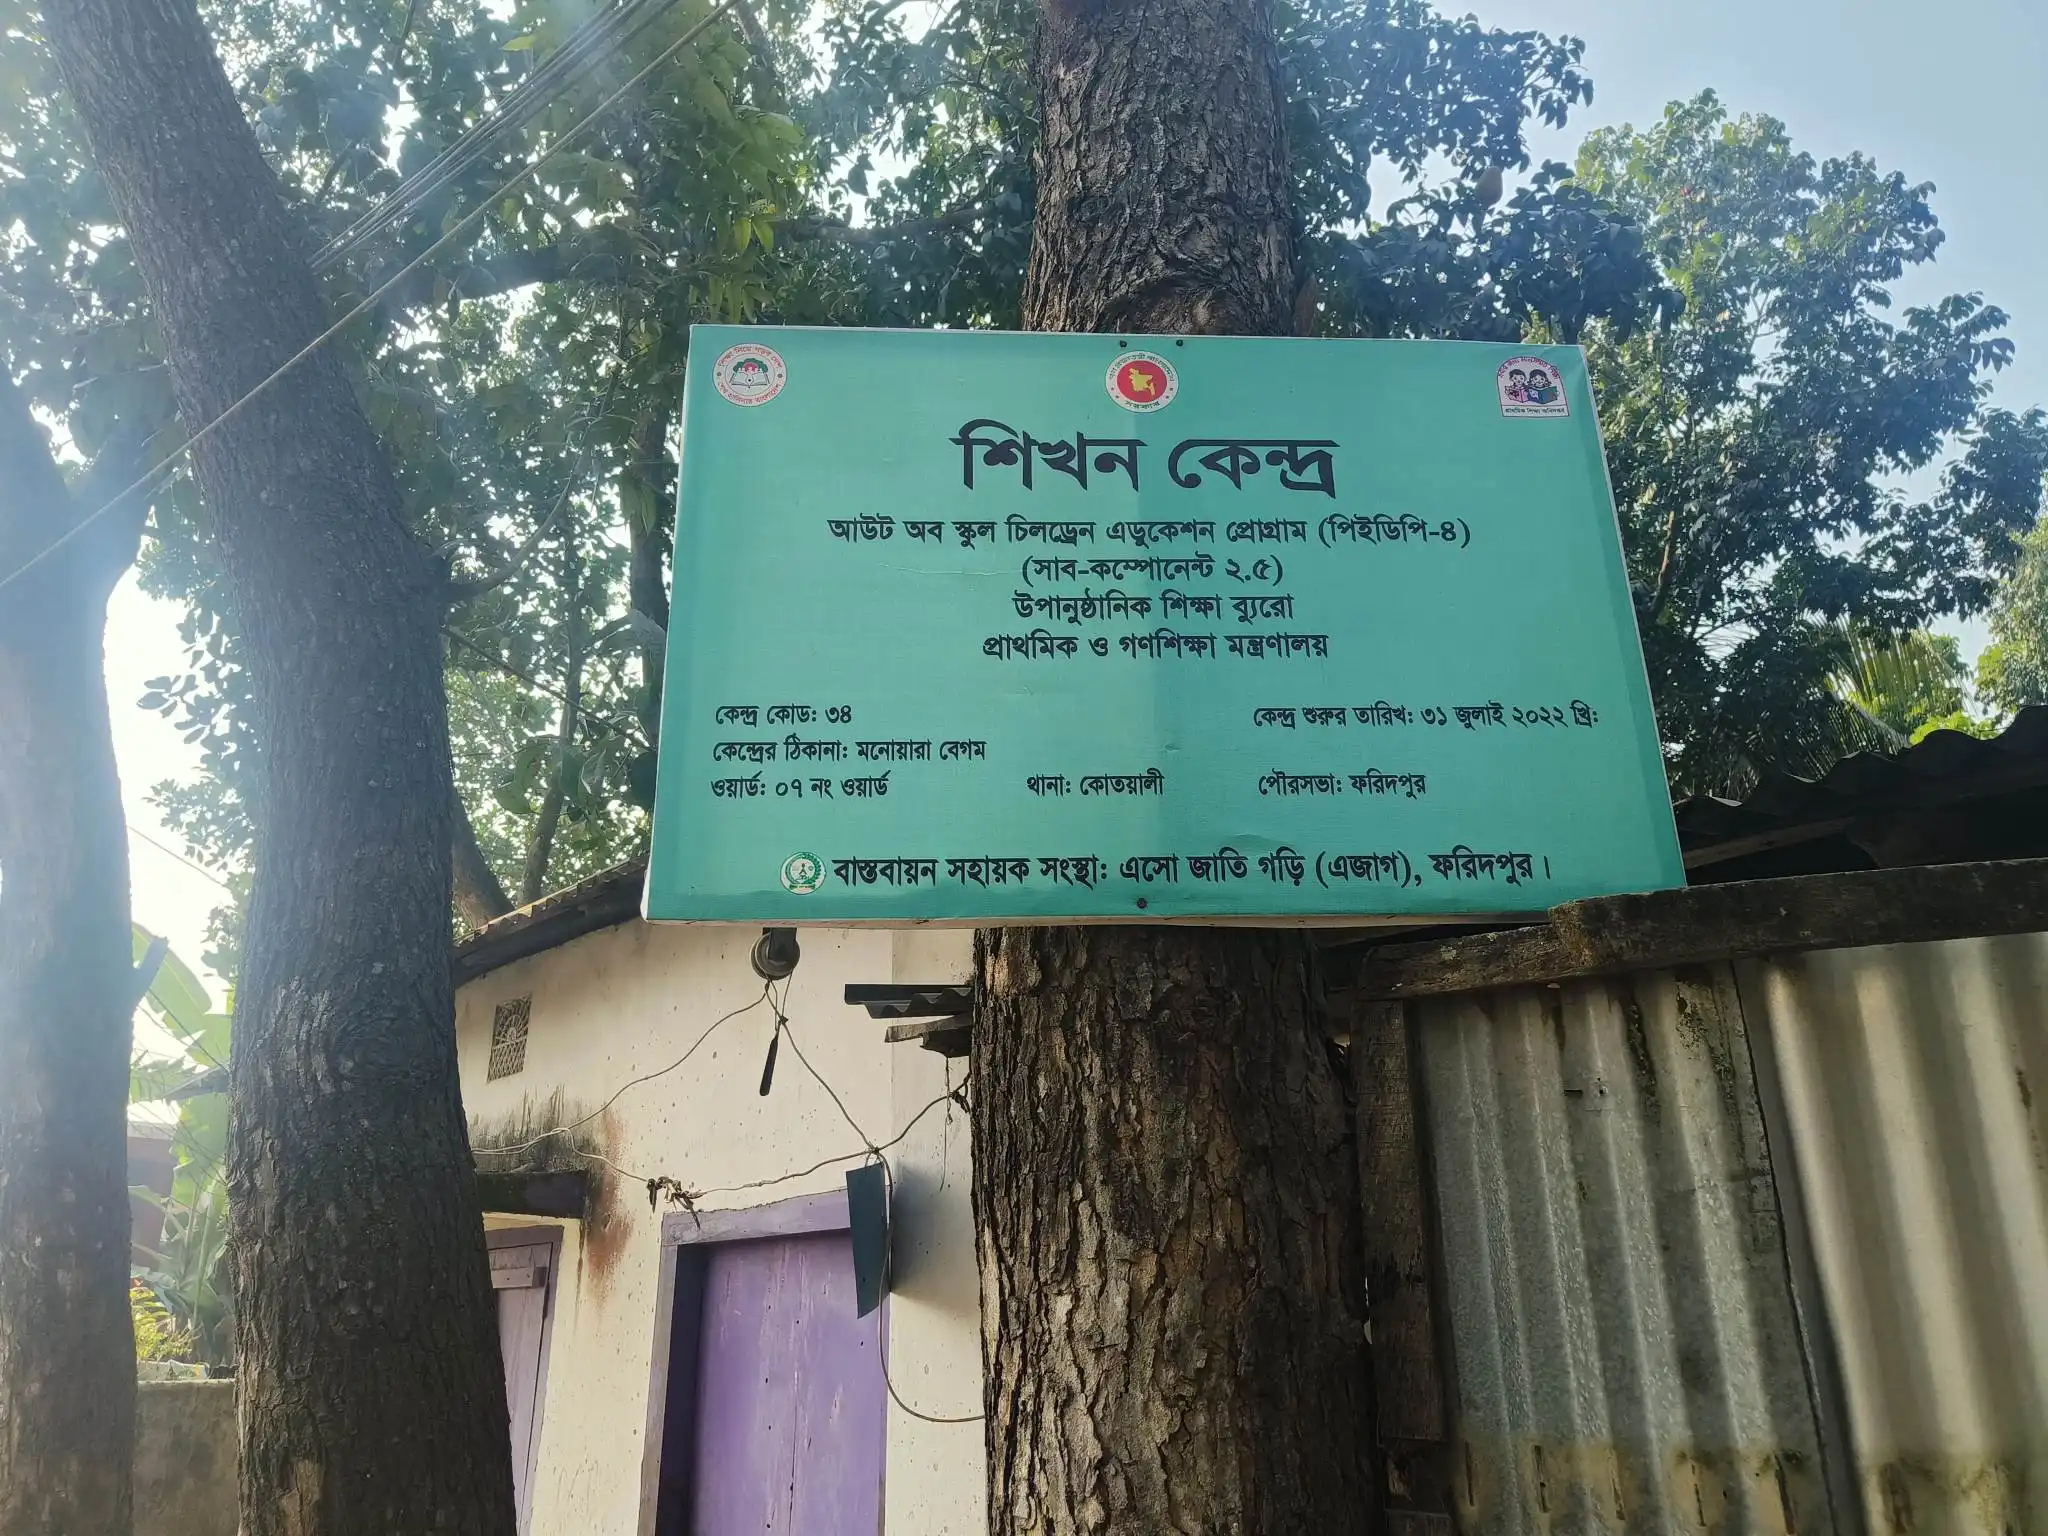 শিখন কেন্দ্র
আউট অব স্কুল চিলড্রেন এডুকেশন প্রোগ্রাম (পিইডিপি-৪)
(সাব-কম্পোনেন্ট ২.৫)
উপানুষ্ঠানিক শিক্ষা ব্যুরো
প্রাথমিক ও গণশিক্ষা মন্ত্রণালয়
কেন্দ্র কোড: ৩৪ কেন্দ্র শুরুর তারিখ: ৩১ জুলাই ২০২২ খ্রি:
কেন্দ্রের ঠিকানা: মনোয়ারা বেগম
ওয়ার্ড: ০৭ নং ওয়ার্ড থানা: কোতয়ালী পৌরসভা: ফরিদপুর
বাস্তবায়ন সহায়ক সংস্থা: এসো জাতি গড়ি (এজাগ), ফরিদপুর।